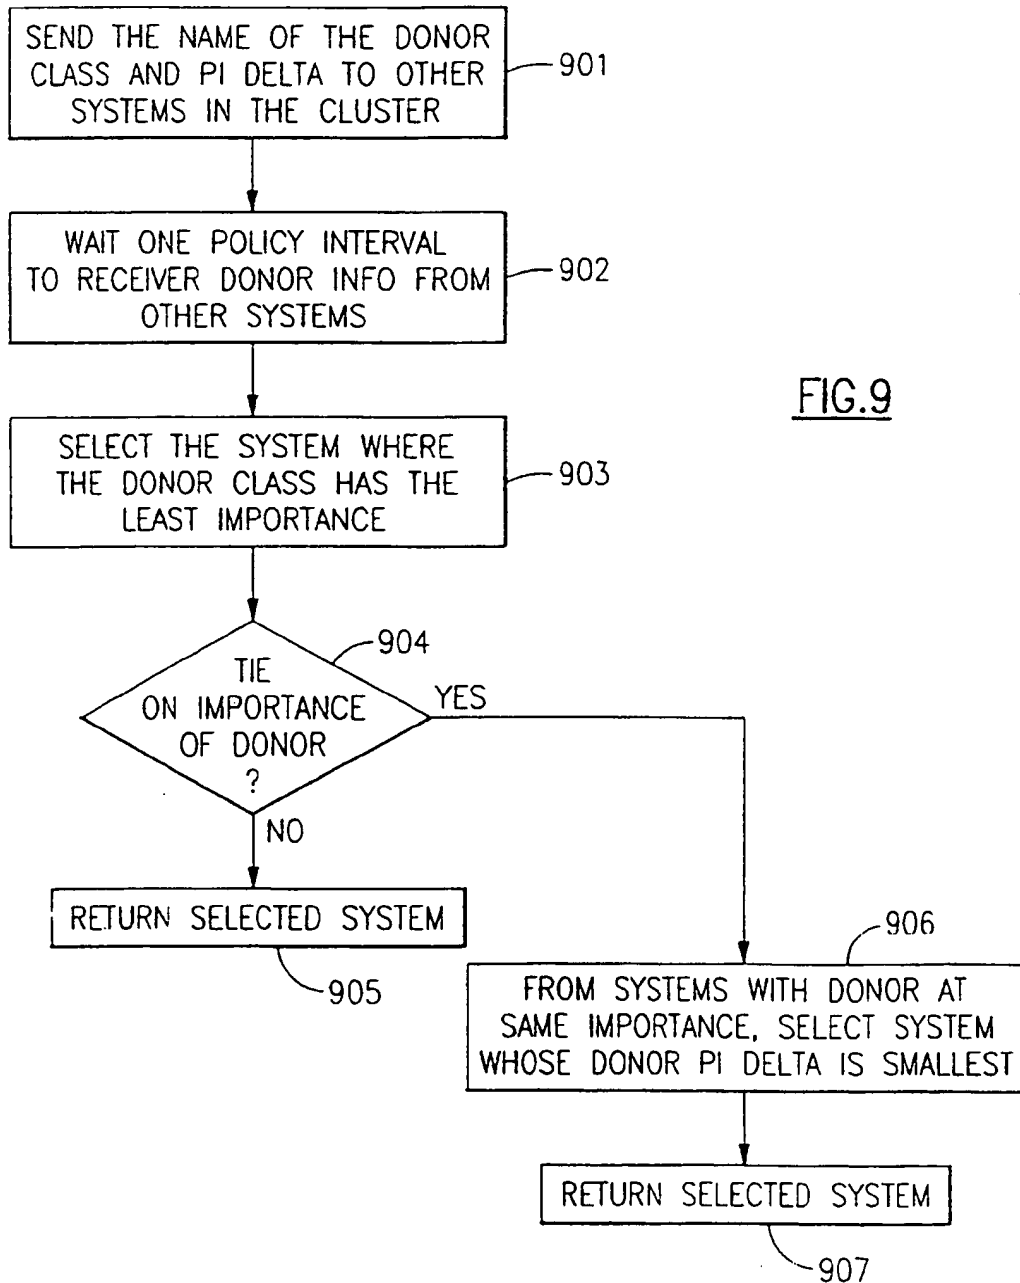 SEND THE NAME OF THE DONOR
CLASS AND PI DELTA TO OTHER
SYSTEMS IN THE CLUSTER
901
WAIT ONE POLICY INTERVAL
TO RECEIVER DONOR INFO FROM
OTHER SYSTEMS
902
FIG.9
SELECT THE SYSTEM WHERE
THE DONOR CLASS HAS THE
LEAST IMPORTANCE
903
904
TIE
ON IMPORTANCE
OF DONOR
?
YES
NO
RETURN SELECTED SYSTEM
905
906
FROM SYSTEMS WITH DONOR AT
SAME IMPORTANCE, SELECT SYSTEM
WHOSE DONOR PI DELTA IS SMALLEST
RETURN SELECTED SYSTEM
907